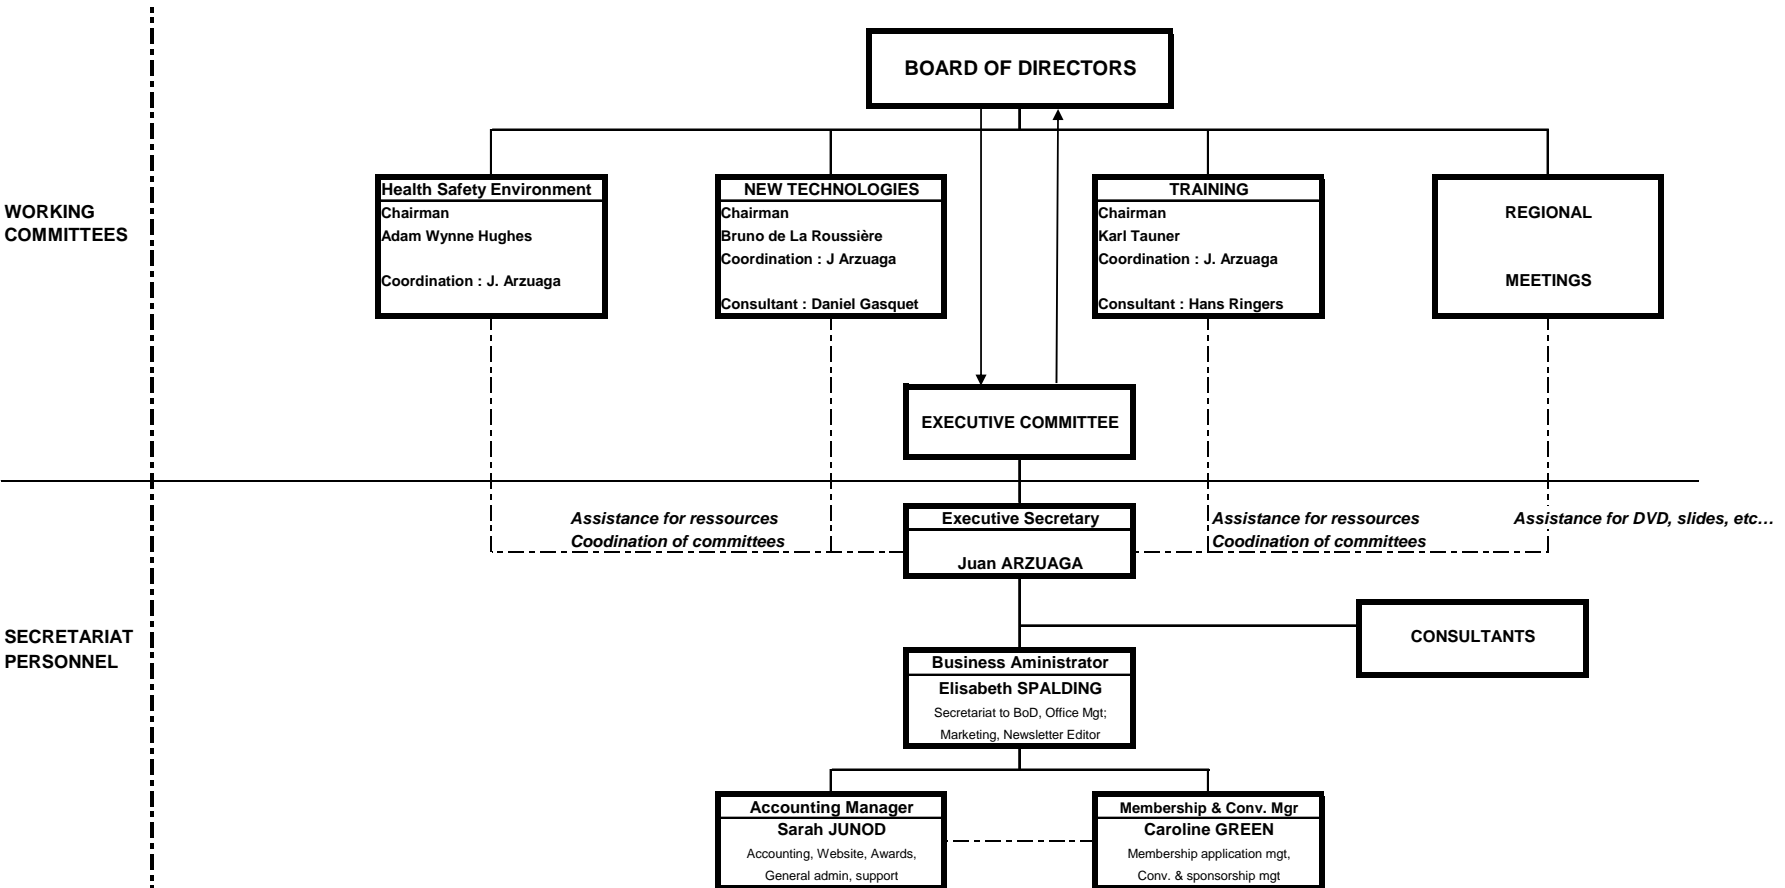 BOARD OF DIRECTORS
WORKING
COMMITTEES
Health Safety Environment
Chairman
Adam Wynne Hughes
Coordination : J. Arzuaga
NEW TECHNOLOGIES
Chairman
Bruno de La Roussière
Coordination : J Arzuaga
Consultant : Daniel Gasquet
TRAINING
Chairman
Karl Tauner
Coordination : J. Arzuaga
Consultant : Hans Ringers
REGIONAL
MEETINGS
EXECUTIVE COMMITTEE
Assistance for ressources
Coodination of committees
Executive Secretary
Juan ARZUAGA
Assistance for ressources
Coodination of committees
Assistance for DVD, slides, etc…
SECRETARIAT
PERSONNEL
CONSULTANTS
Business Aministrator
Elisabeth SPALDING
Secretariat to BoD, Office Mgt;
Marketing, Newsletter Editor
Accounting Manager
Sarah JUNOD
Accounting, Website, Awards,
General admin, support
Membership & Conv. Mgr
Caroline GREEN
Membership application mgt,
Conv. & sponsorship mgt